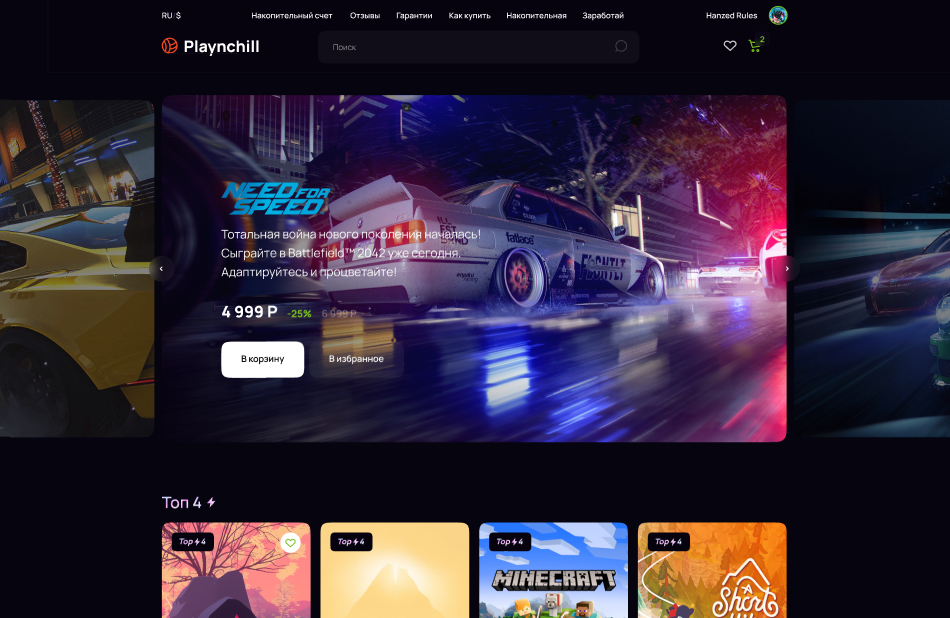 RU $ Накопительный счет Отзывы Гарантии Как купить Накопительная Заработай Hanzed Rules
Playnchill Поиск 2
NEED FOR
SPEED
Тотальная война нового поколения началась!
Сыграйте в Battlefield™ 2042 уже сегодня.
Адаптируйтесь и процветайте!
4 999 Р -25% 6 999 Р
В корзину В избранное
fatlace
Топ 4
Top 4 Top 4 Top 4 Top 4
MINECRAFT
A
Short